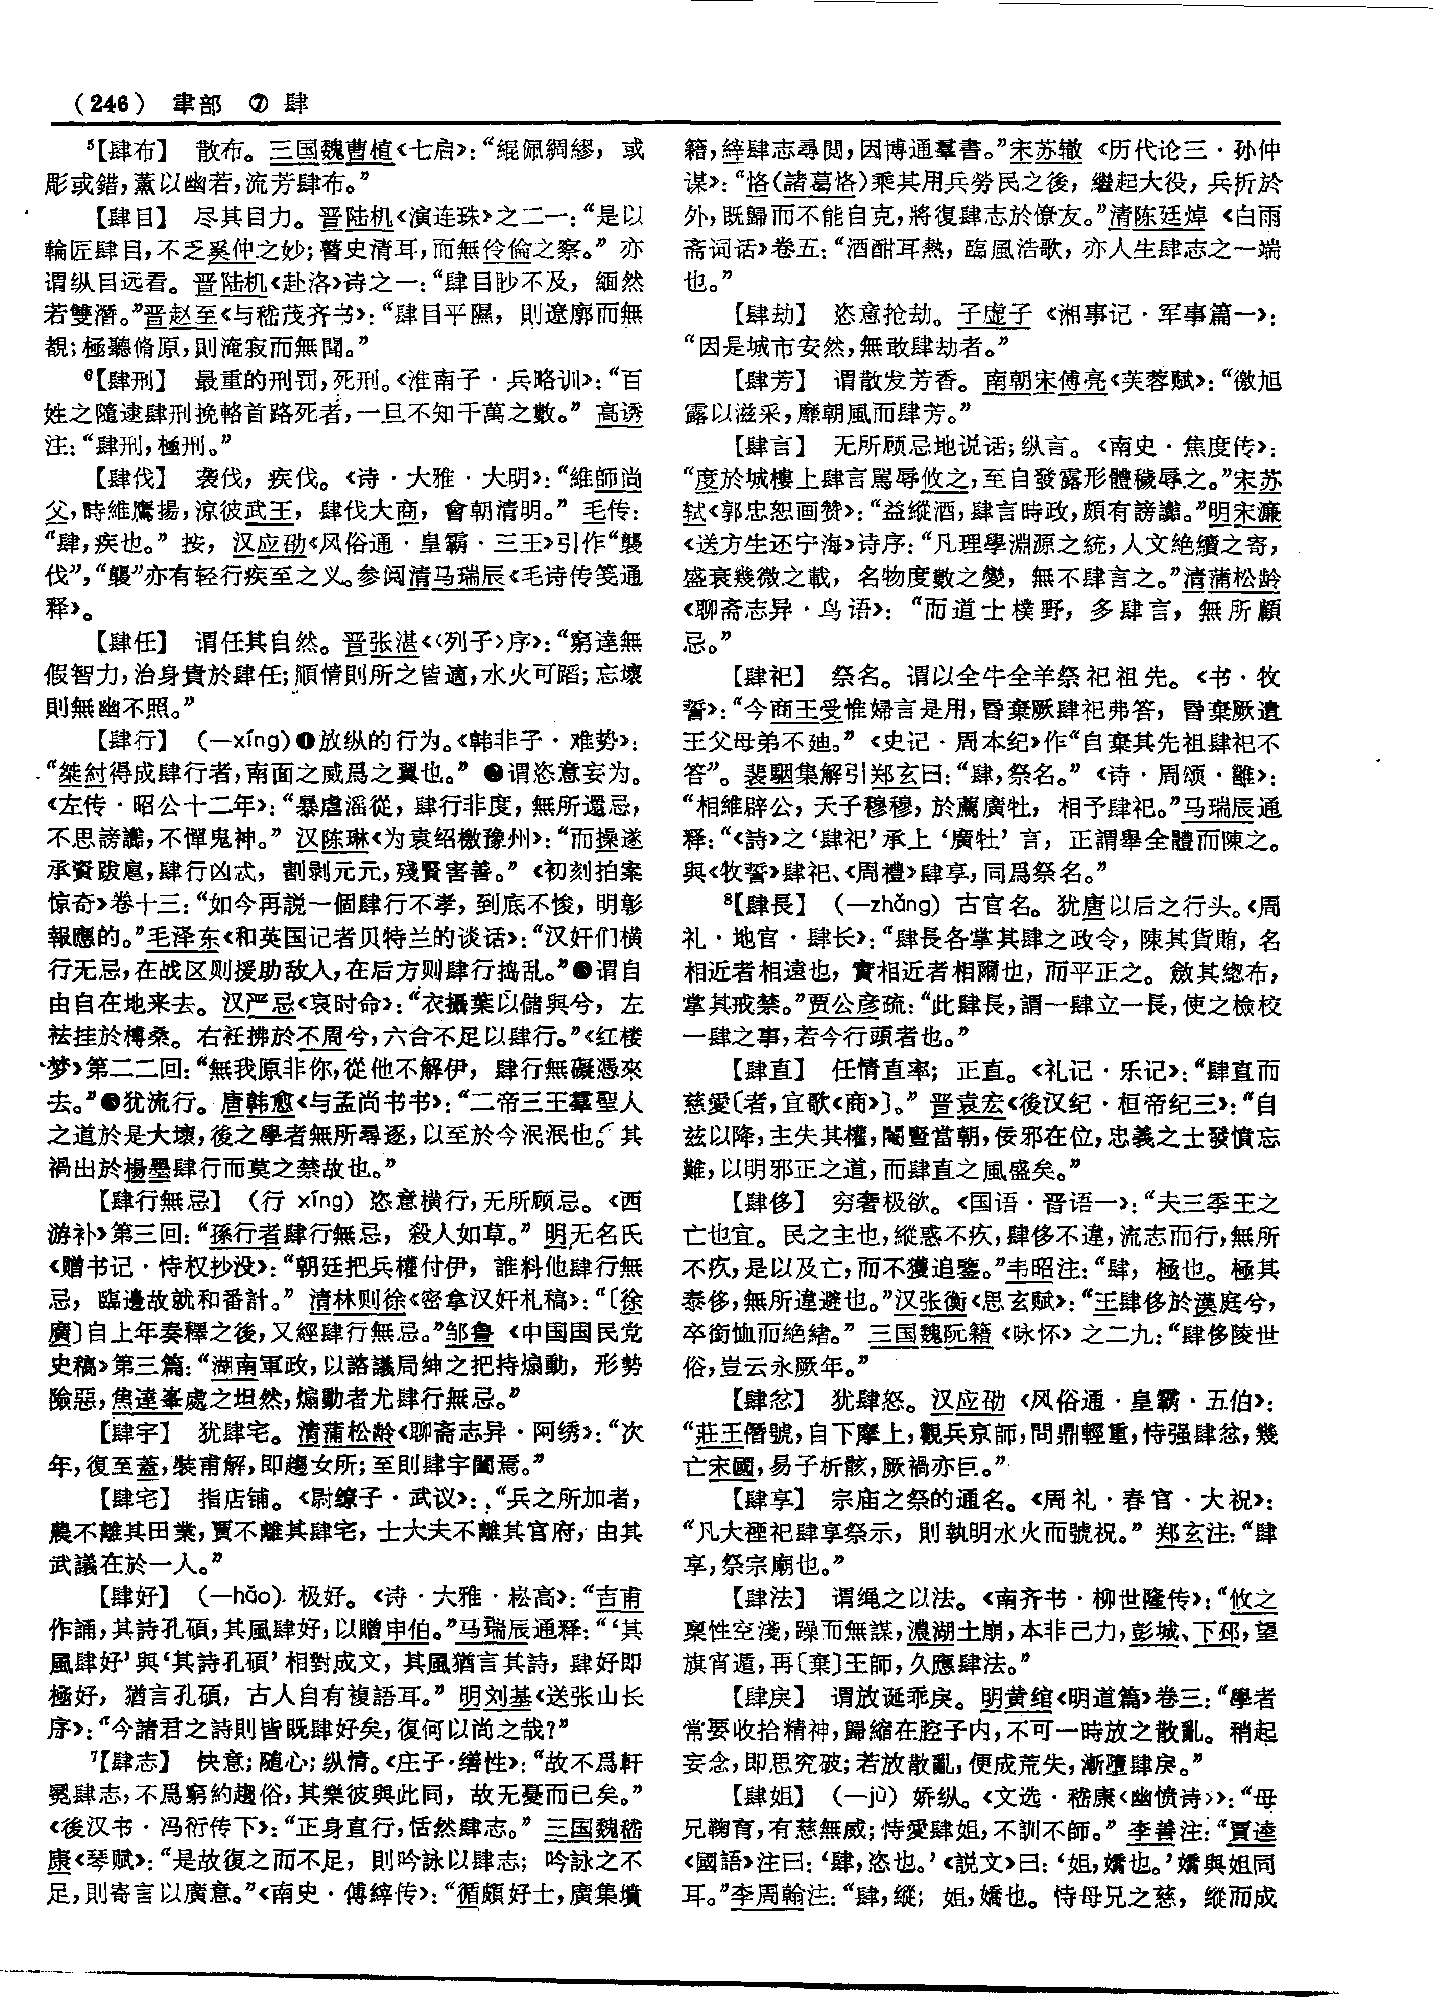 （246） 聿部 ⑦ 肆
⁵【肆布】 散布。三国魏曹植《七启》：“緄佩綢繆，或
彫或錯，薰以幽若，流芳肆布。”
【肆目】 尽其目力。晋陆机《演连珠》之二一：“是以
輪匠肆目，不乏奚仲之妙；瞽史清耳，而無伶倫之察。” 亦
谓纵目远看。晋陆机《赴洛》诗之一：“肆目眇不及，緬然
若雙潛。”晋赵至《与嵇茂齐书》：“肆目平隰，則遼廓而無
覩；極聽脩原，則淹寂而無聞。”
⁶【肆刑】 最重的刑罚，死刑。《淮南子·兵略训》：“百
姓之隨逮肆刑挽輅首路死者，一旦不知千萬之數。” 高诱
注：“肆刑，極刑。”
【肆伐】 袭伐，疾伐。《诗·大雅·大明》：“維師尚
父，時維鷹揚，涼彼武王，肆伐大商，會朝清明。” 毛传：
“肆，疾也。” 按，汉应劭《风俗通·皇霸·三王》引作“襲
伐”，“襲”亦有轻行疾至之义。参阅清马瑞辰《毛诗传笺通
释》。
【肆任】 谓任其自然。晋张湛《〈列子〉序》：“窮達無
假智力，治身貴於肆任；順情則所之皆適，水火可蹈；忘壞
則無幽不照。”
【肆行】 （—xíng）❶放纵的行为。《韩非子·难势》：
“桀紂得成肆行者，南面之威爲之翼也。” ❷谓恣意妄为。
《左传·昭公十二年》：“暴虐滛從，肆行非度，無所還忌，
不思謗讟，不憚鬼神。” 汉陈琳《为袁绍檄豫州》：“而操遂
承資跋扈，肆行凶忒，割剥元元，殘賢害善。” 《初刻拍案
惊奇》卷十三：“如今再説一個肆行不孝，到底不悛，明彰
報應的。”毛泽东《和英国记者贝特兰的谈话》：“汉奸们横
行无忌，在战区则援助敌人，在后方则肆行捣乱。”❸谓自
由自在地来去。汉严忌《哀时命》：“衣攝葉以儲與兮，左
袪挂於榑桑。右衽拂於不周兮，六合不足以肆行。”《红楼
梦》第二二回：“無我原非你，從他不解伊，肆行無礙憑來
去。”❹犹流行。唐韩愈《与孟尚书书》：“二帝三王羣聖人
之道於是大壞，後之學者無所尋逐，以至於今泯泯也。其
禍出於楊墨肆行而莫之禁故也。”
【肆行無忌】（行 xíng）恣意横行，无所顾忌。《西
游补》第三回：“孫行者肆行無忌，殺人如草。” 明无名氏
《赠书记·恃权抄没》：“朝廷把兵權付伊，誰料他肆行無
忌，臨邊故就和番計。” 清林则徐《密拿汉奸札稿》：“〔徐
廣〕自上年奏釋之後，又經肆行無忌。”邹鲁《中国国民党
史稿》第三篇：“湖南軍政，以諮議局紳之把持煽動，形勢
險惡，焦達峯處之坦然，煽動者尤肆行無忌。”
【肆宇】 犹肆宅。清蒲松龄《聊斋志异·阿绣》：“次
年，復至蓋，裝甫解，即趨女所；至則肆宇闔焉。”
【肆宅】 指店铺。《尉缭子·武议》：“兵之所加者，
農不離其田業，賈不離其肆宅，士大夫不離其官府，由其
武議在於一人。”
【肆好】 （—hǎo）极好。《诗·大雅·崧高》：“吉甫
作誦，其詩孔碩，其風肆好，以贈申伯。”马瑞辰通释：“‘其
風肆好’與‘其詩孔碩’相對成文，其風猶言其詩，肆好即
極好，猶言孔碩，古人自有複語耳。” 明刘基《送张山长
序》：“今諸君之詩則皆既肆好矣，復何以尚之哉？”
⁷【肆志】 快意；随心；纵情。《庄子·缮性》：“故不爲軒
冕肆志，不爲窮約趨俗，其樂彼與此同，故无憂而已矣。”
《後汉书·冯衍传下》：“正身直行，恬然肆志。” 三国魏嵇
康《琴赋》：“是故復之而不足，則吟詠以肆志；吟詠之不
足，則寄言以廣意。”《南史·傅縡传》：“循頗好士，廣集墳
籍，縡肆志尋閲，因博通羣書。”宋苏辙《历代论三·孙仲
谋》：“恪（諸葛恪）乘其用兵勞民之後，繼起大役，兵折於
外，既歸而不能自克，將復肆志於僚友。”清陈廷焯《白雨
斋词话》卷五：“酒酣耳熱，臨風浩歌，亦人生肆志之一端
也。”
【肆劫】 恣意抢劫。子虚子《湘事记·军事篇一》：
“因是城市安然，無敢肆劫者。”
【肆芳】 谓散发芳香。南朝宋傅亮《芙蓉赋》：“微旭
露以滋采，靡朝風而肆芳。”
【肆言】 无所顾忌地说话；纵言。《南史·焦度传》：
“度於城樓上肆言駡辱攸之，至自發露形體穢辱之。”宋苏
轼《郭忠恕画赞》：“益縱酒，肆言時政，頗有謗讟。”明宋濂
《送方生还宁海》诗序：“凡理學淵源之統，人文絶續之寄，
盛衰幾微之載，名物度數之變，無不肆言之。”清蒲松龄
《聊斋志异·鸟语》：“而道士樸野，多肆言，無所顧
忌。”
【肆祀】 祭名。谓以全牛全羊祭祀祖先。《书·牧
誓》：“今商王受惟婦言是用，昬棄厥肆祀弗答，昬棄厥遺
王父母弟不廸。” 《史记·周本纪》作“自棄其先祖肆祀不
答”。裴駰集解引郑玄曰：“肆，祭名。” 《诗·周颂·雝》：
“相維辟公，天子穆穆，於薦廣牡，相予肆祀。”马瑞辰通
释：“《詩》之‘肆祀’承上‘廣牡’言，正謂舉全體而陳之。
與《牧誓》肆祀、《周禮》肆享，同爲祭名。”
⁸【肆長】 （—zhǎng）古官名。犹唐以后之行头。《周
礼·地官·肆长》：“肆長各掌其肆之政令，陳其貨賄，名
相近者相遠也，實相近者相爾也，而平正之。斂其總布，
掌其戒禁。”贾公彦疏：“此肆長，謂一肆立一長，使之檢校
一肆之事，若今行頭者也。”
【肆直】 任情直率；正直。《礼记·乐记》：“肆直而
慈愛〔者，宜歌《商》〕。” 晋袁宏《後汉纪·桓帝纪三》：“自
兹以降，主失其權，閹豎當朝，佞邪在位，忠義之士發憤忘
難，以明邪正之道，而肆直之風盛矣。”
【肆侈】 穷奢极欲。《国语·晋语一》：“夫三季王之
亡也宜。民之主也，縱惑不疚，肆侈不違，流志而行，無所
不疚，是以及亡，而不獲追鑒。”韦昭注：“肆，極也。極其
泰侈，無所違避也。”汉张衡《思玄赋》：“王肆侈於漢庭兮，
卒銜恤而絶緒。” 三国魏阮籍《咏怀》之二九：“肆侈陵世
俗，豈云永厥年。”
【肆忿】 犹肆怒。汉应劭《风俗通·皇霸·五伯》：
“莊王僭號，自下摩上，觀兵京師，問鼎輕重，恃强肆忿，幾
亡宋國，易子析骸，厥禍亦巨。”
【肆享】 宗庙之祭的通名。《周礼·春官·大祝》：
“凡大禋祀肆享祭示，則執明水火而號祝。” 郑玄注：“肆
享，祭宗廟也。”
【肆法】 谓绳之以法。《南齐书·柳世隆传》：“攸之
稟性空淺，躁而無謀，濃湖土崩，本非己力，彭城、下邳，望
旗宵遁，再〔棄〕王師，久應肆法。”
【肆戾】 谓放诞乖戾。明黄绾《明道篇》卷三：“學者
常要收拾精神，歸縮在腔子内，不可一時放之散亂。稍起
妄念，即思究破；若放散亂，便成荒失，漸墮肆戾。”
【肆姐】 （—jù）娇纵。《文选·嵇康〈幽愤诗〉》：“母
兄鞠育，有慈無威；恃愛肆姐，不訓不師。” 李善注：“賈逵
《國語》注曰：‘肆，恣也。’《説文》曰：‘姐，嬌也。’嬌與姐同
耳。”李周翰注：“肆，縱；姐，嬌也。恃母兄之慈，縱而成